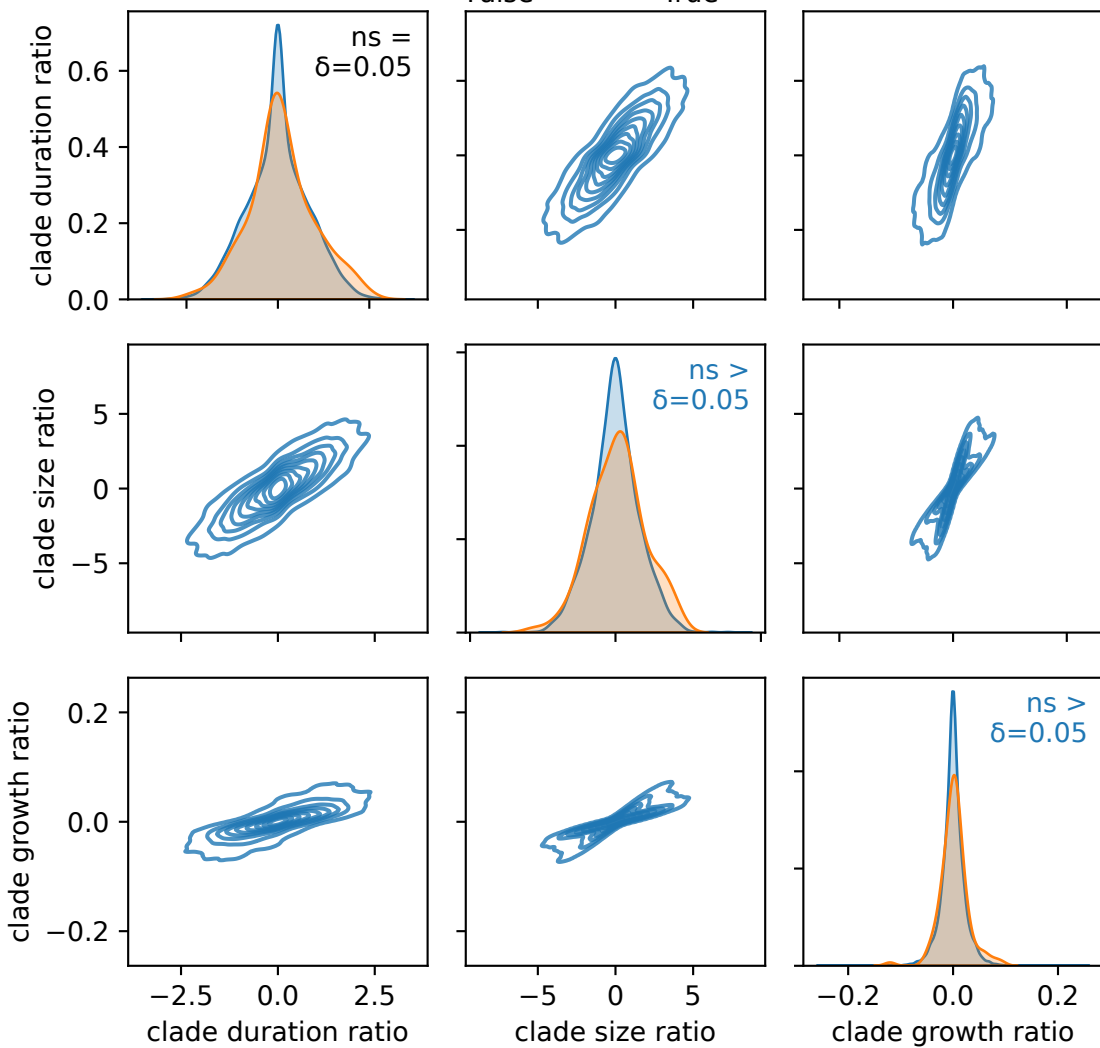 ns =
δ=0.05
clade duration ratio
0.6
0.4
0.2
0.0
ns >
δ=0.05
clade size ratio
5
0
−5
ns >
δ=0.05
clade growth ratio
0.2
0.0
−0.2
−2.5 0.0 2.5
−5 0 5
−0.2 0.0 0.2
clade duration ratio
clade size ratio
clade growth ratio